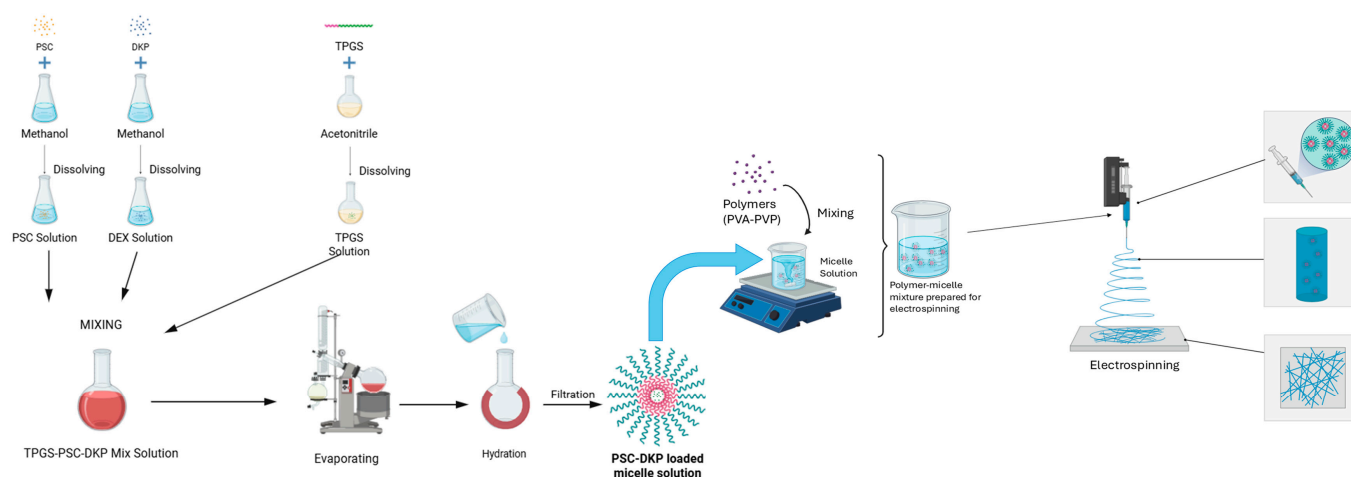 PSC
DKP
TPGS
Methanol
Methanol
Acetonitrile
Dissolving
Dissolving
Dissolving
PSC Solution
DEX Solution
TPGS
Solution
MIXING
TPGS-PSC-DKP Mix Solution
Evaporating
Hydration
Filtration
PSC-DKP loaded
micelle solution
Polymers
(PVA-PVP)
Mixing
Micelle
Solution
Polymer-micelle
mixture prepared for
electrospinning
Electrospinning